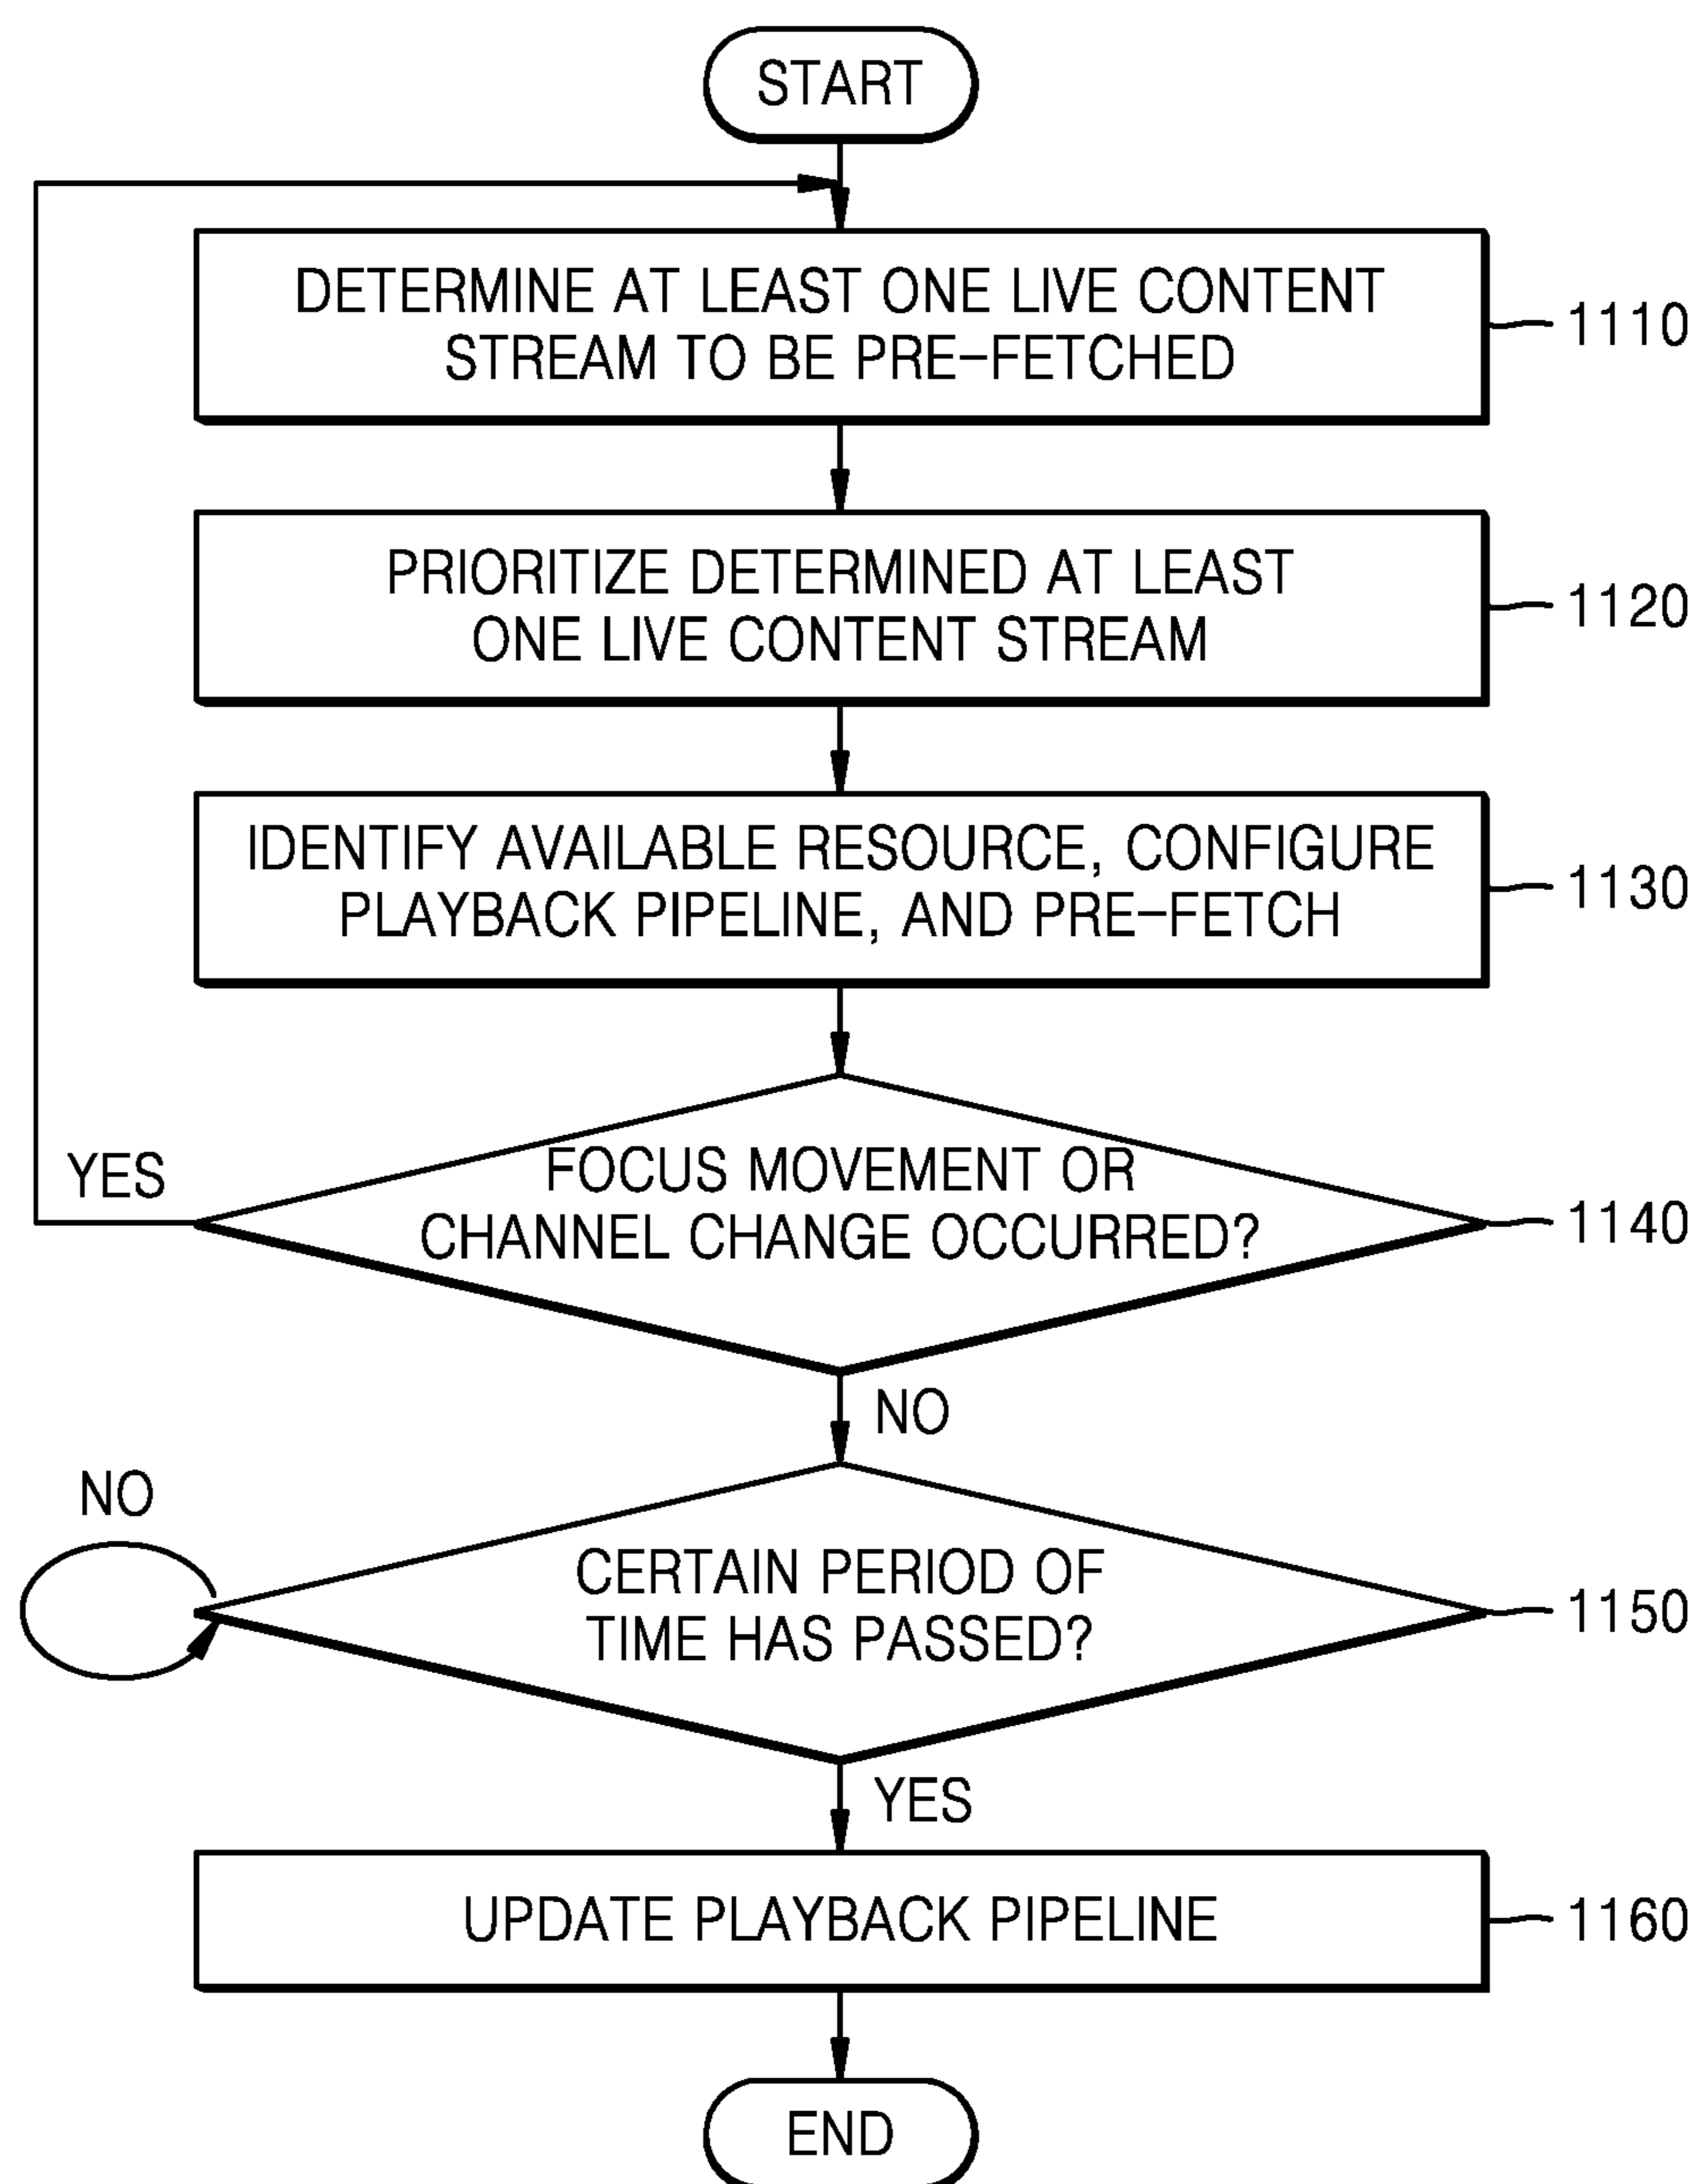 START
DETERMINE AT LEAST ONE LIVE CONTENT
STREAM TO BE PRE-FETCHED
1110
PRIORITIZE DETERMINED AT LEAST
ONE LIVE CONTENT STREAM
1120
IDENTIFY AVAILABLE RESOURCE, CONFIGURE
PLAYBACK PIPELINE, AND PRE-FETCH
1130
YES
FOCUS MOVEMENT OR
CHANNEL CHANGE OCCURRED?
1140
NO
NO
CERTAIN PERIOD OF
TIME HAS PASSED?
1150
YES
UPDATE PLAYBACK PIPELINE
1160
END